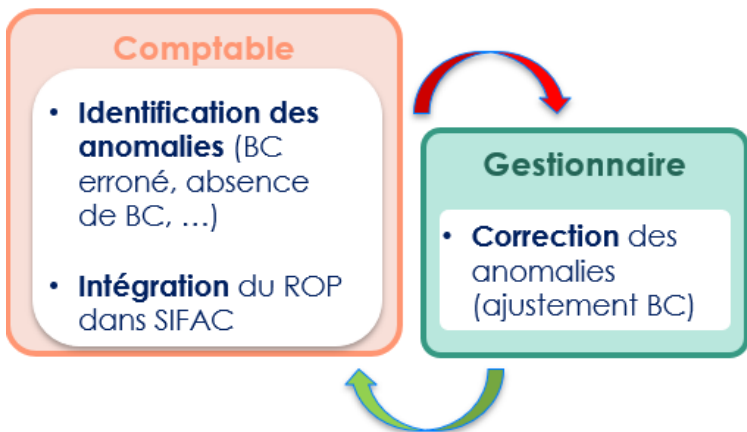 Comptable
• Identification des
anomalies (BC
erroné, absence
de BC, ...)
• Intégration du ROP
dans SIFAC
Gestionnaire
• Correction des
anomalies
(ajustement BC)